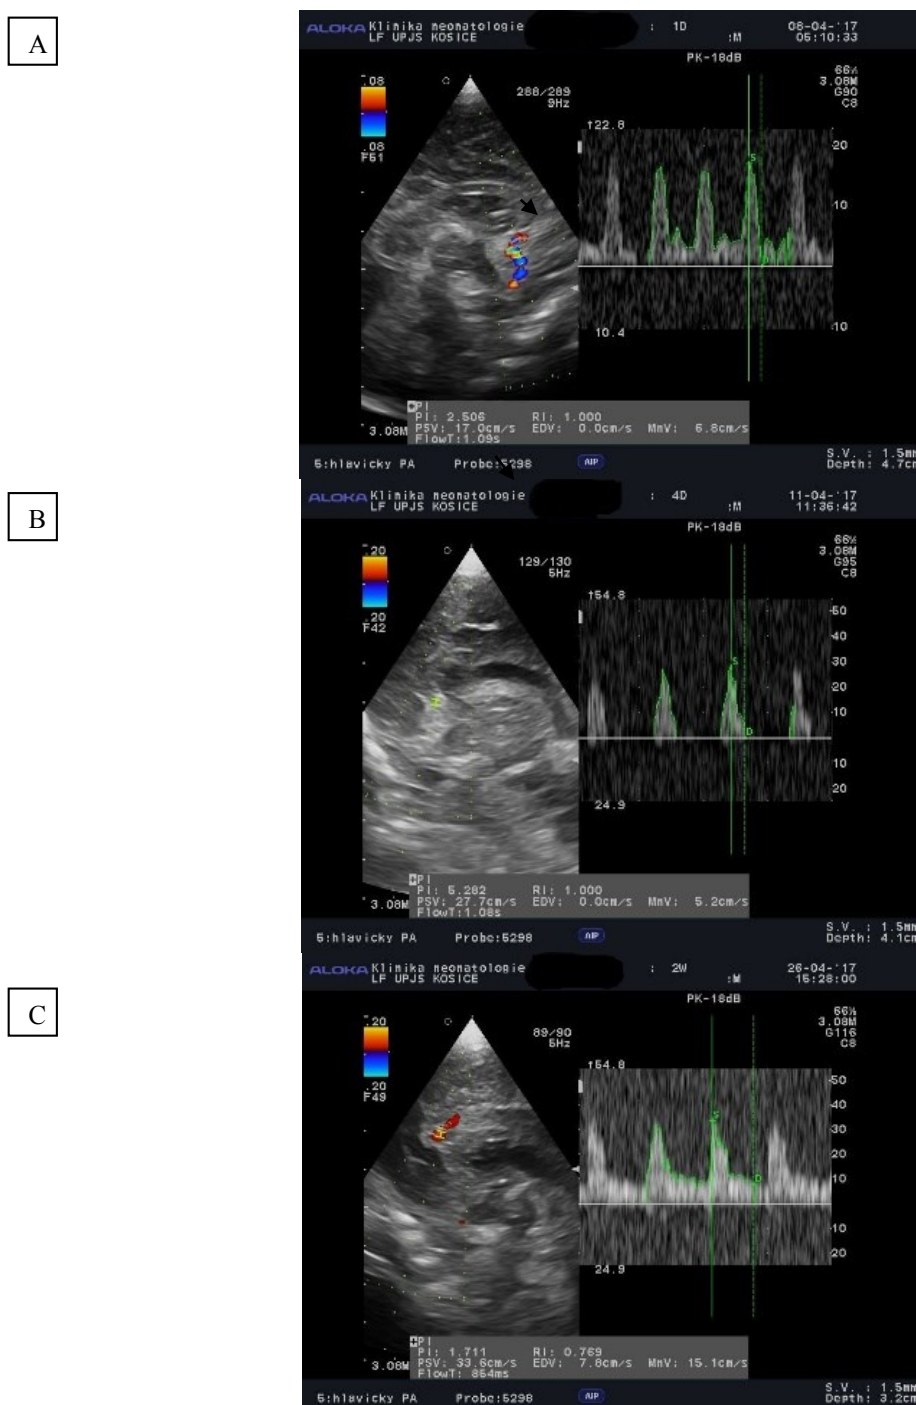 A
ALOKA Klinika neonatologie : 1D 08-04-'17
LF UPJS KOSICE :M 05:10:33
PK-18dB
66%
3.08M
G90
C8
.08
288/289
9Hz
.08
F51
↑22.8
20
10
S
10
10.4
PI
PI: 2.506 RI: 1.000
PSV: 17.0cm/s EDV: 0.0cm/s MnV: 6.8cm/s
FlowT:1.09s
3.08M
S.V. : 1.5mm
5:hlavicky PA Probe:5298 AIP Depth: 4.7cm
B
ALOKA Klinika neonatologie : 4D 11-04-'17
LF UPJS KOSICE :M 11:36:42
PK-18dB
66%
3.08M
G95
C8
.20
129/130
5Hz
.20
F42
↑54.8
50
40
30
S
20
10
D
10
20
24.9
PI
PI: 5.282 RI: 1.000
PSV: 27.7cm/s EDV: 0.0cm/s MnV: 5.2cm/s
FlowT:1.08s
3.08M
S.V. : 1.5mm
5:hlavicky PA Probe:5298 AIP Depth: 4.1cm
C
ALOKA Klinika neonatologie : 2W 26-04-'17
LF UPJS KOSICE :M 15:28:00
PK-18dB
66%
3.08M
G116
C8
.20
89/90
5Hz
.20
F49
↑54.8
50
40
S
30
20
10
D
10
20
24.9
PI
PI: 1.711 RI: 0.769
PSV: 33.6cm/s EDV: 7.8cm/s MnV: 15.1cm/s
FlowT: 864ms
3.08M
S.V. : 1.5mm
5:hlavicky PA Probe:5298 AIP Depth: 3.2cm